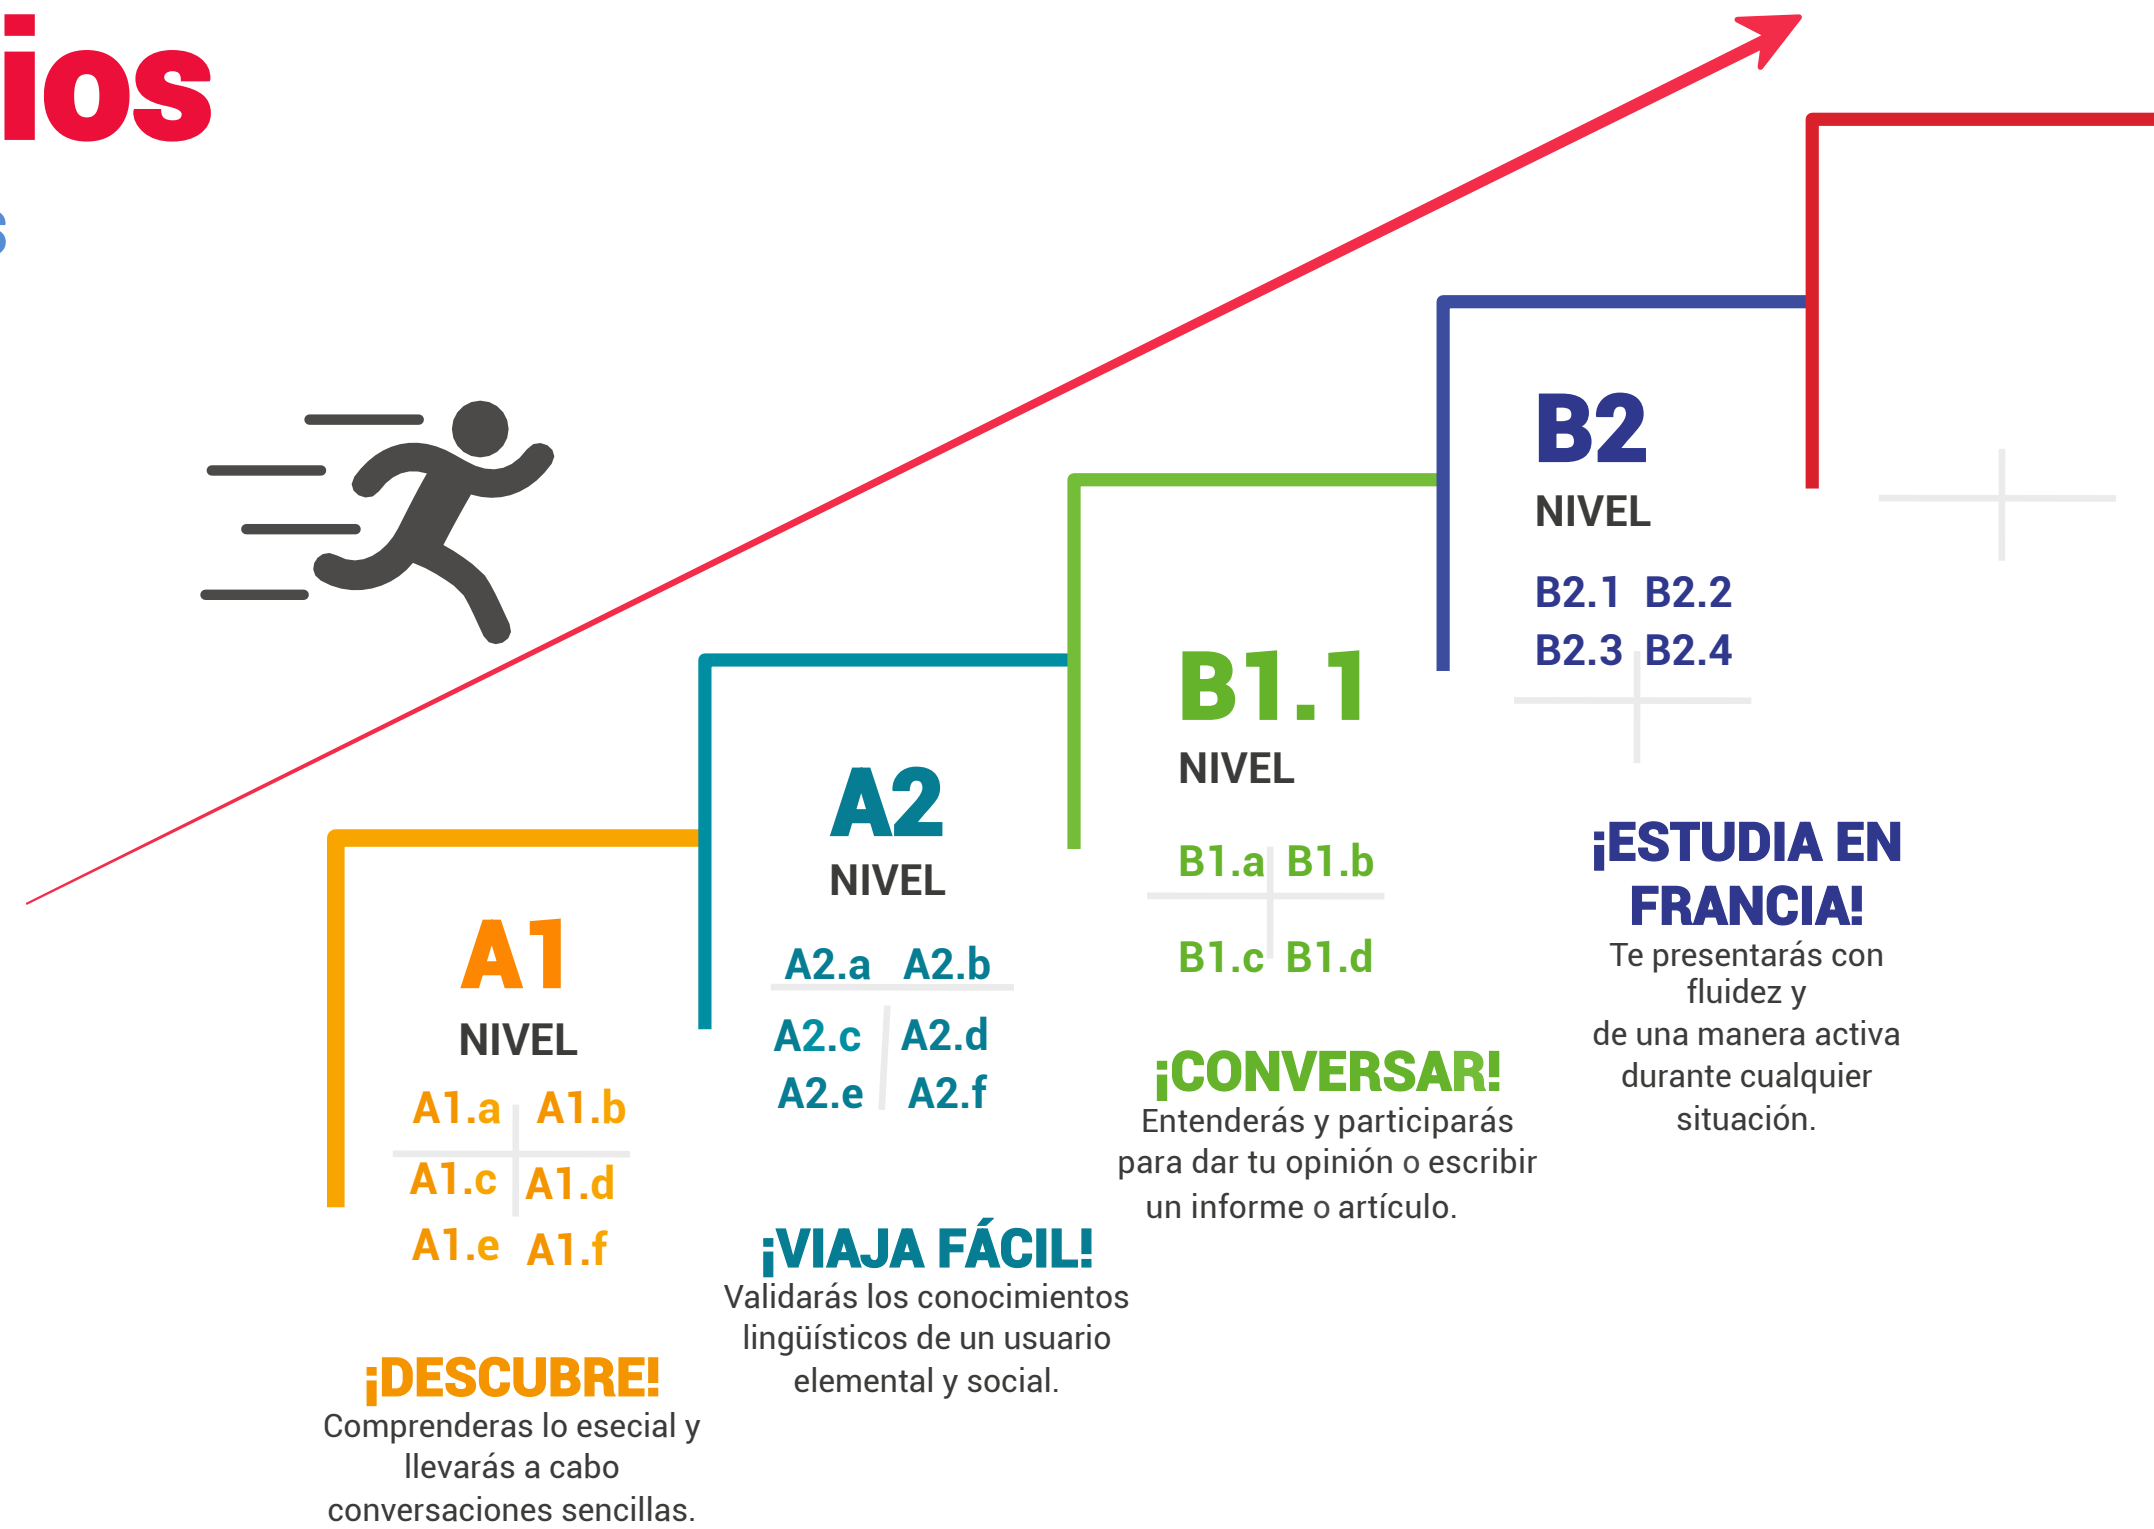 ios
s
A1
NIVEL
A1.a A1.b
A1.c A1.d
A1.e A1.f
¡DESCUBRE!
Comprenderas lo esecial y
llevarás a cabo
conversaciones sencillas.
A2
NIVEL
A2.a A2.b
A2.c A2.d
A2.e A2.f
¡VIAJA FÁCIL!
Validarás los conocimientos
lingüísticos de un usuario
elemental y social.
B1.1
NIVEL
B1.a B1.b
B1.c B1.d
¡CONVERSAR!
Entenderás y participarás
para dar tu opinión o escribir
un informe o artículo.
B2
NIVEL
B2.1 B2.2
B2.3 B2.4
¡ESTUDIA EN
FRANCIA!
Te presentarás con
fluidez y
de una manera activa
durante cualquier
situación.